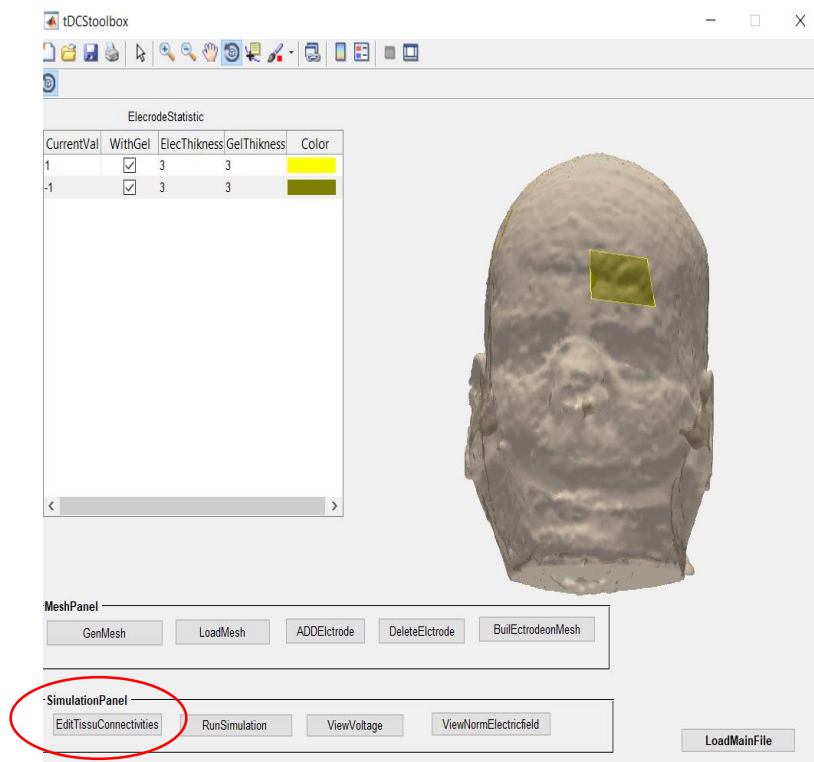 tDCStoolbox
ElecrodeStatistic
CurrentVal WithGel ElecThikness GelThikness Color
1 3 3
-1 3 3
MeshPanel
GenMesh LoadMesh ADDElctrode DeleteElctrode BuilEctrodeonMesh
SimulationPanel
EditTissuConnectivities RunSimulation ViewVoltage ViewNormElectricfield
LoadMainFile